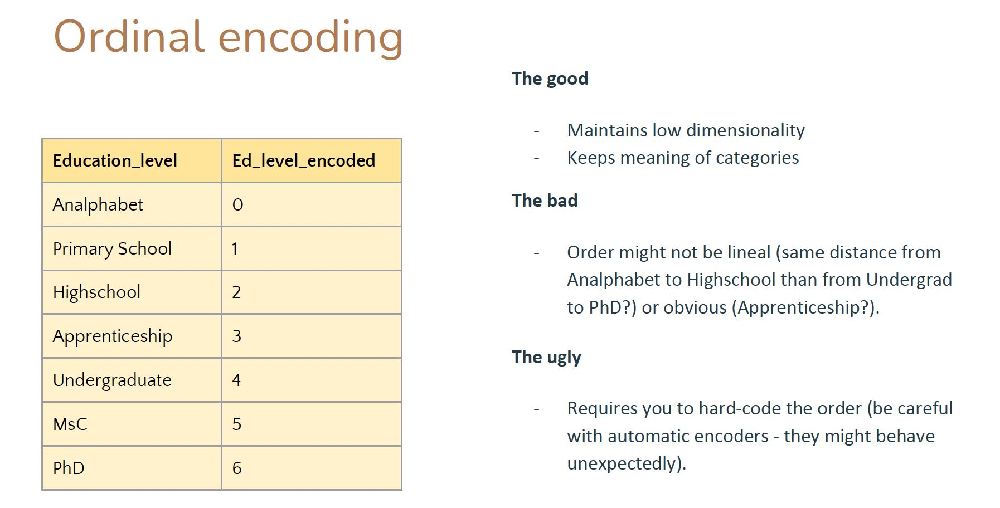 Ordinal encoding
Education_level Ed_level_encoded
Analphabet 0
Primary School 1
Highschool 2
Apprenticeship 3
Undergraduate 4
MsC 5
PhD 6
The good
- Maintains low dimensionality
- Keeps meaning of categories
The bad
- Order might not be lineal (same distance from
Analphabet to Highschool than from Undergrad
to PhD?) or obvious (Apprenticeship?).
The ugly
- Requires you to hard-code the order (be careful
with automatic encoders - they might behave
unexpectedly).